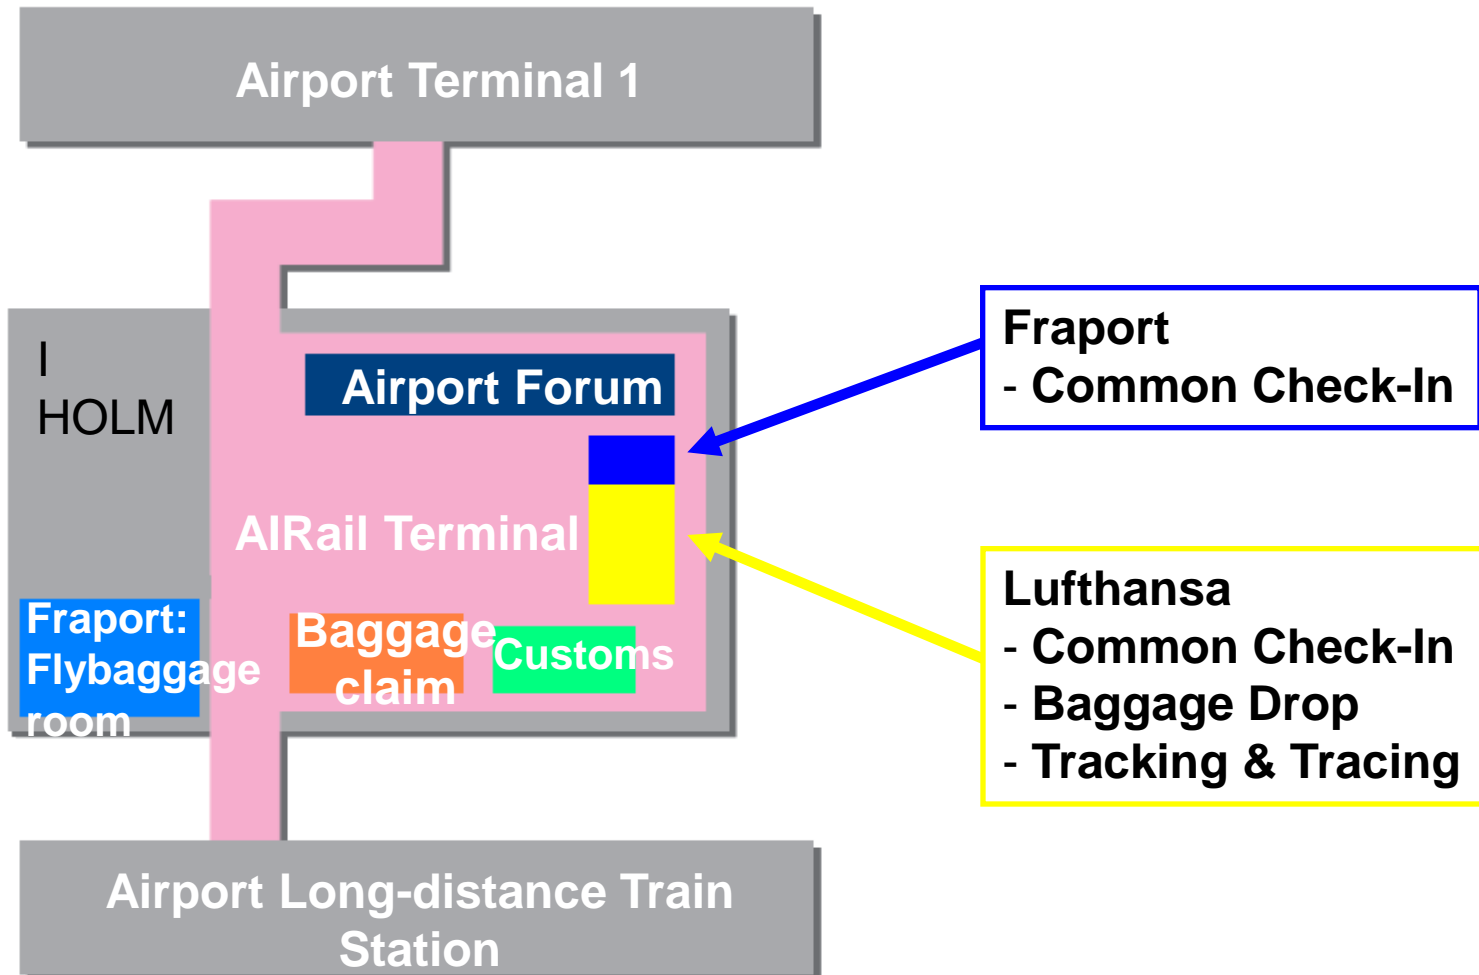 Airport Terminal 1
I
HOLM
Airport Forum
AIRail Terminal
Fraport:
Flybaggage
room
Baggage
claim
Customs
Airport Long-distance Train
Station
Fraport
- Common Check-In
Lufthansa
- Common Check-In
- Baggage Drop
- Tracking & Tracing